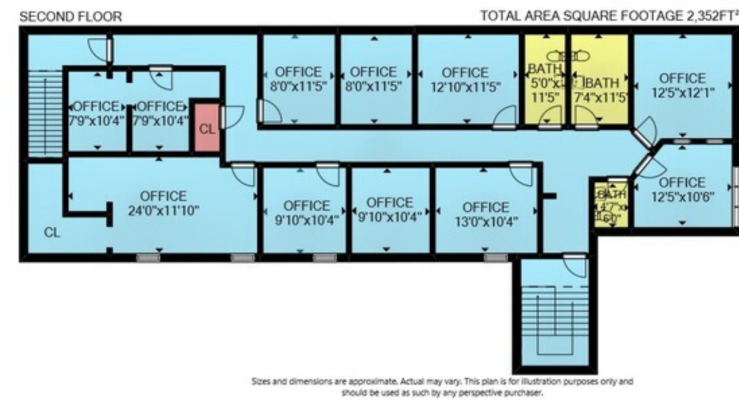 SECOND FLOOR
TOTAL AREA SQUARE FOOTAGE 2,352FT²
OFFICE
8'0"x11'5"
OFFICE
8'0"x11'5"
OFFICE
12'10"x11'5"
BATH
5'0"x
11'5"
BATH
7'4"x11'5"
OFFICE
12'5"x12'1"
OFFICE
7'9"x10'4"
OFFICE
7'9"x10'4"
CL
OFFICE
24'0"x11'10"
CL
OFFICE
9'10"x10'4"
OFFICE
9'10"x10'4"
OFFICE
13'0"x10'4"
BATH
OFFICE
12'5"x10'6"
Sizes and dimensions are approximate. Actual may vary. This plan is for illustration purposes only and
should be used as such by any perspective purchaser.